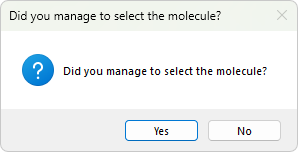 Did you manage to select the molecule?
Did you manage to select the molecule?
Yes
No